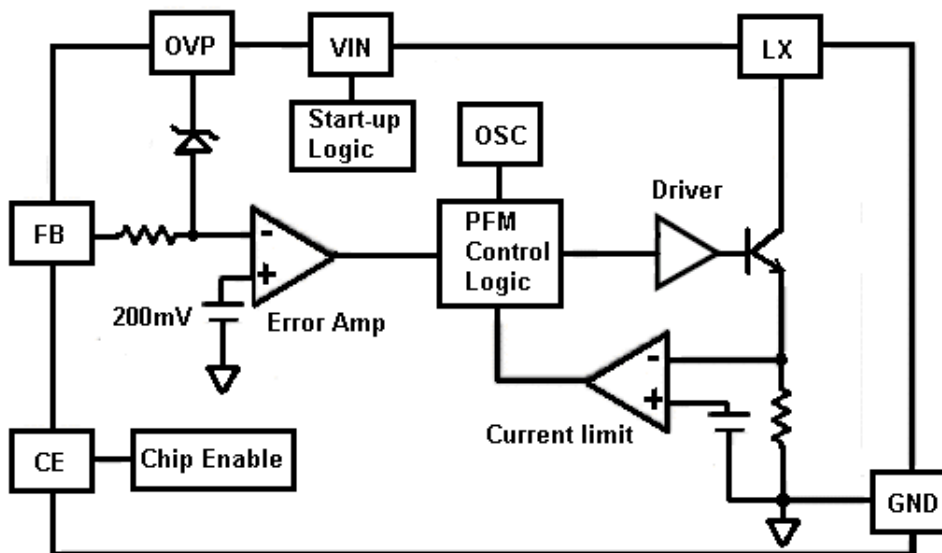 OVP
VIN
LX
Start-up
Logic
OSC
Driver
FB
-
+
PFM
Control
Logic
200mV
Error Amp
-
+
Current limit
CE
Chip Enable
GND